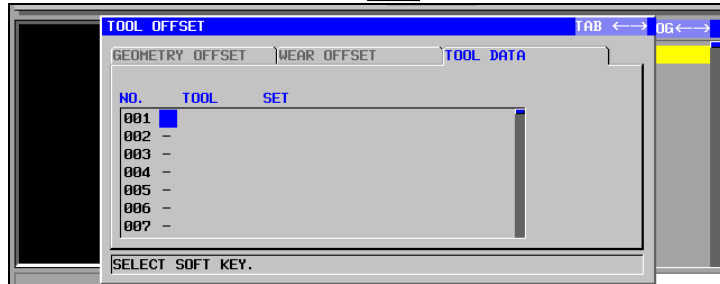 TOOL OFFSET TAB ←→ OG←→
GEOMETRY OFFSET WEAR OFFSET TOOL DATA
NO. TOOL SET
001
002 –
003 –
004 –
005 –
006 –
007 –
SELECT SOFT KEY.